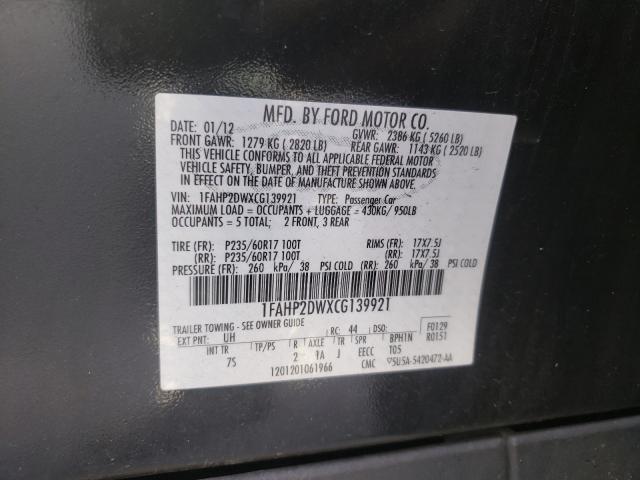 MFD. BY FORD MOTOR CO.
DATE: 01/12 GVWR: 2386 KG ( 5260 LB)
FRONT GAWR: 1279 KG ( 2820 LB) REAR GAWR: 1143 KG ( 2520 LB)
THIS VEHICLE CONFORMS TO ALL APPLICABLE FEDERAL MOTOR
VEHICLE SAFETY, BUMPER, AND THEFT PREVENTION STANDARDS
IN EFFECT ON THE DATE OF MANUFACTURE SHOWN ABOVE.
VIN: 1FAHP2DWXCG139921 TYPE: Passenger Car
MAXIMUM LOAD = OCCUPANTS + LUGGAGE = 430KG/ 950LB
OCCUPANTS = 5 TOTAL: 2 FRONT, 3 REAR
TIRE (FR): P235/60R17 100T RIMS (FR): 17X7.5J
(RR): P235/60R17 100T (RR): 17X7.5J
PRESSURE (FR): 260 kPa/ 38 PSI COLD (RR): 260 kPa/ 38 PSI COLD
1FAHP2DWXCG139921
TRAILER TOWING - SEE OWNER GUIDE
EXT PNT: UH RC: 44 DSO: F0129
R0151
INT TR TP/PS R TR SPR BPH1N
7S 2 1A J EECC T05
1201201061966 CMC 5U5A-5420472-AA